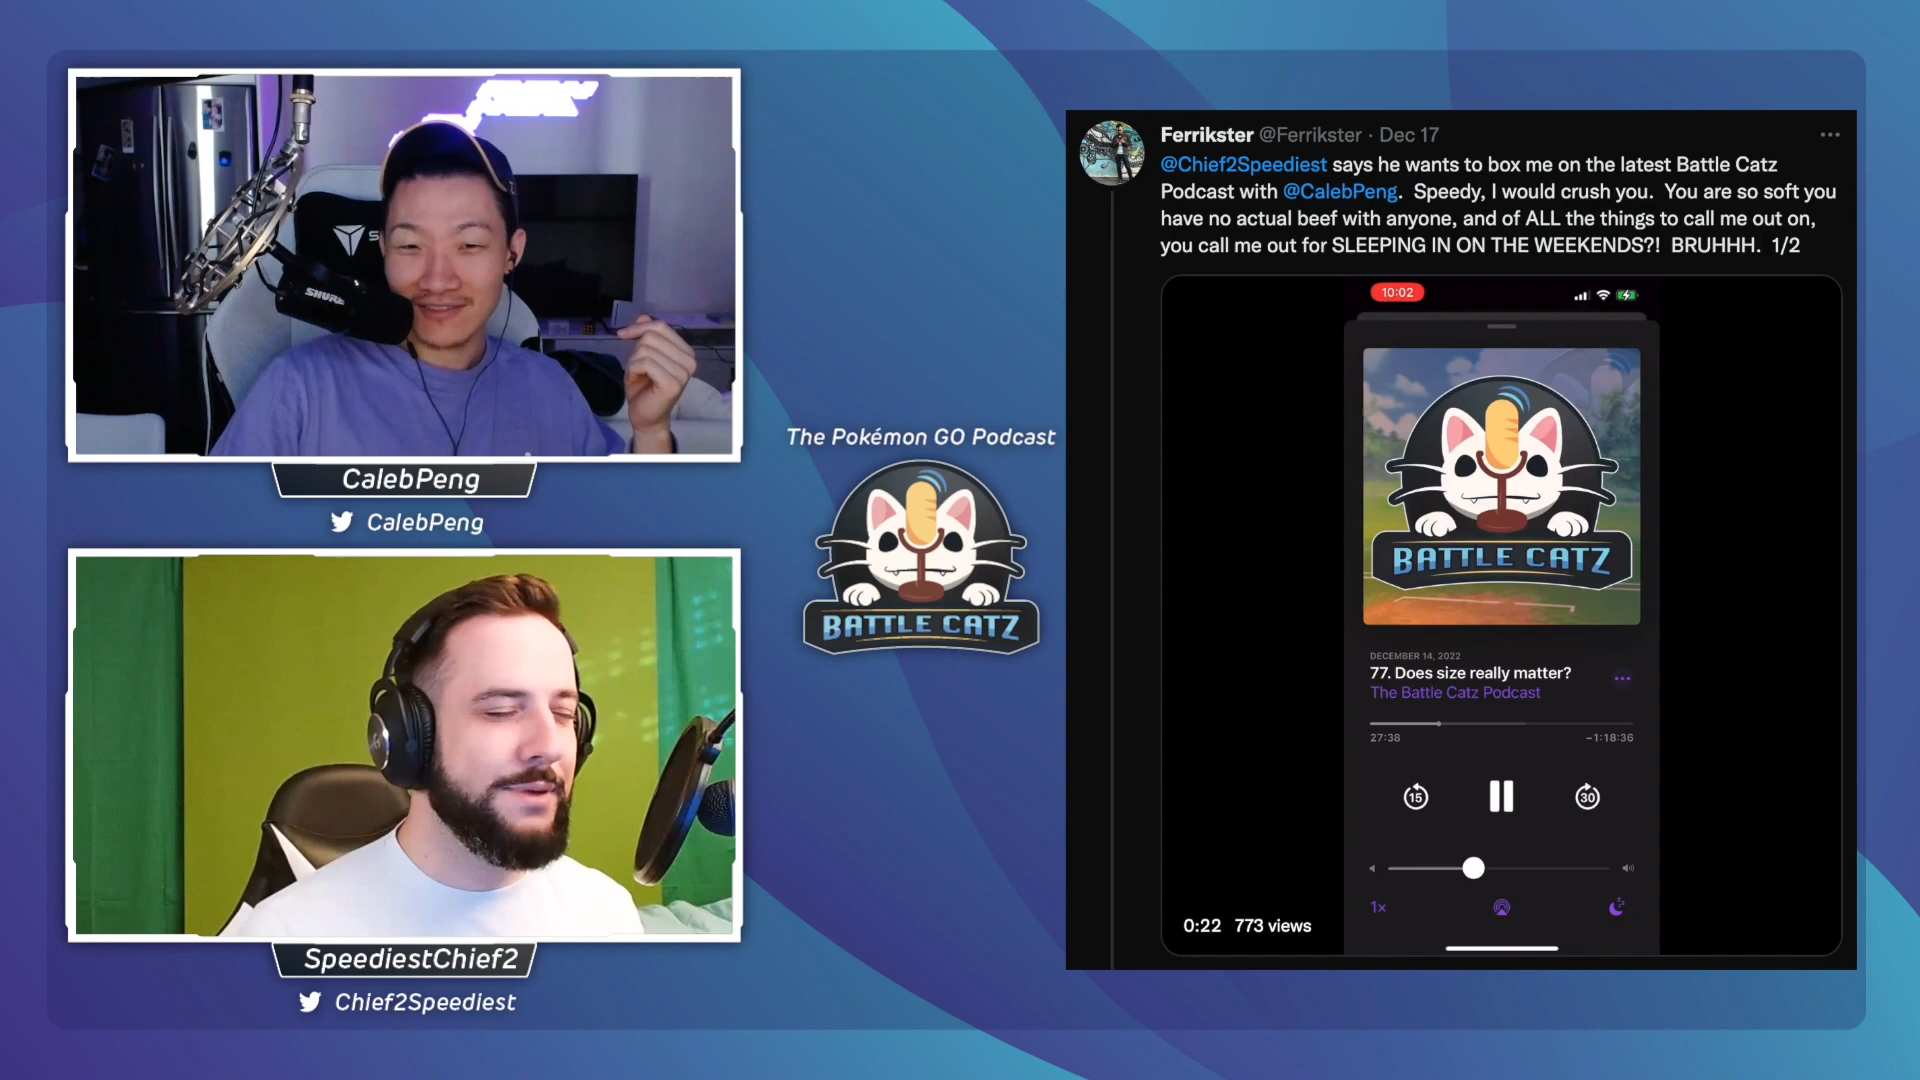 SHURE
CalebPeng
CalebPeng
SpeediestChief2
Chief2Speediest
The Pokémon GO Podcast
BATTLE CATZ
Ferrikster @Ferrikster · Dec 17
@Chief2Speediest says he wants to box me on the latest Battle Catz
Podcast with @CalebPeng.  Speedy, I would crush you.  You are so soft you
have no actual beef with anyone, and of ALL the things to call me out on,
you call me out for SLEEPING IN ON THE WEEKENDS?!  BRUHHH.  1/2
10:02
BATTLE CATZ
DECEMBER 14, 2022
77. Does size really matter?
The Battle Catz Podcast
27:38
-1:18:36
15
30
1×
0:22 773 views